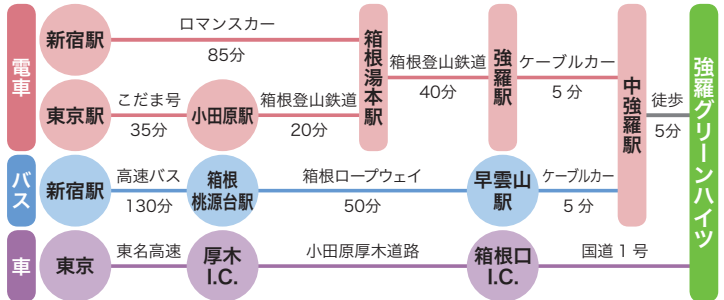 電車
新宿駅
ロマンスカー
85分
箱根湯本駅
箱根登山鉄道
40分
強羅駅
ケーブルカー
5 分
中強羅駅
徒歩
5分
強羅グリーンハイツ
東京駅
こだま号
35分
小田原駅
箱根登山鉄道
20分
バス
新宿駅
高速バス
130分
箱根
桃源台駅
箱根ロープウェイ
50分
早雲山
駅
ケーブルカー
5 分
車
東京
東名高速
厚木
I.C.
小田原厚木道路
箱根口
I.C.
国道 1 号